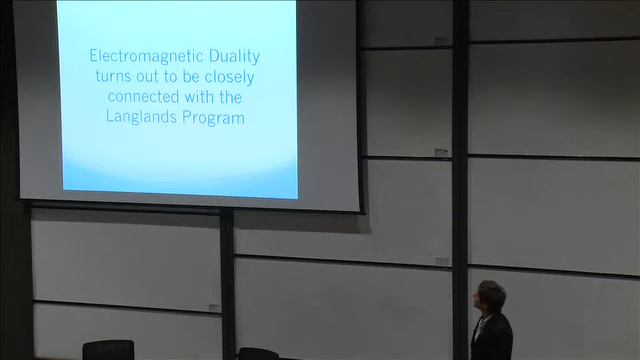 Electromagnetic Duality
turns out to be closely
connected with the
Langlands Program